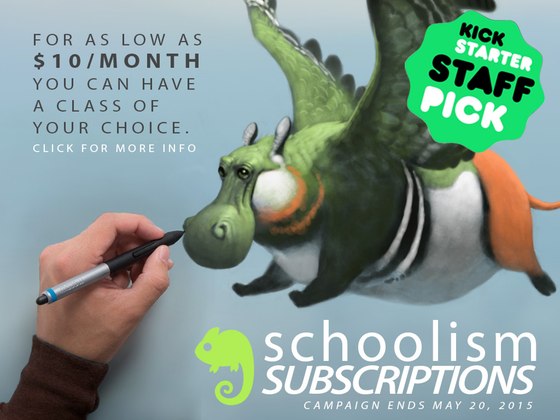 FOR AS LOW AS
$10/MONTH
YOU CAN HAVE
A CLASS OF
YOUR CHOICE.
CLICK FOR MORE INFO
KICK
STARTER
STAFF
PICK
schoolism
SUBSCRIPTIONS
CAMPAIGN ENDS MAY 20, 2015